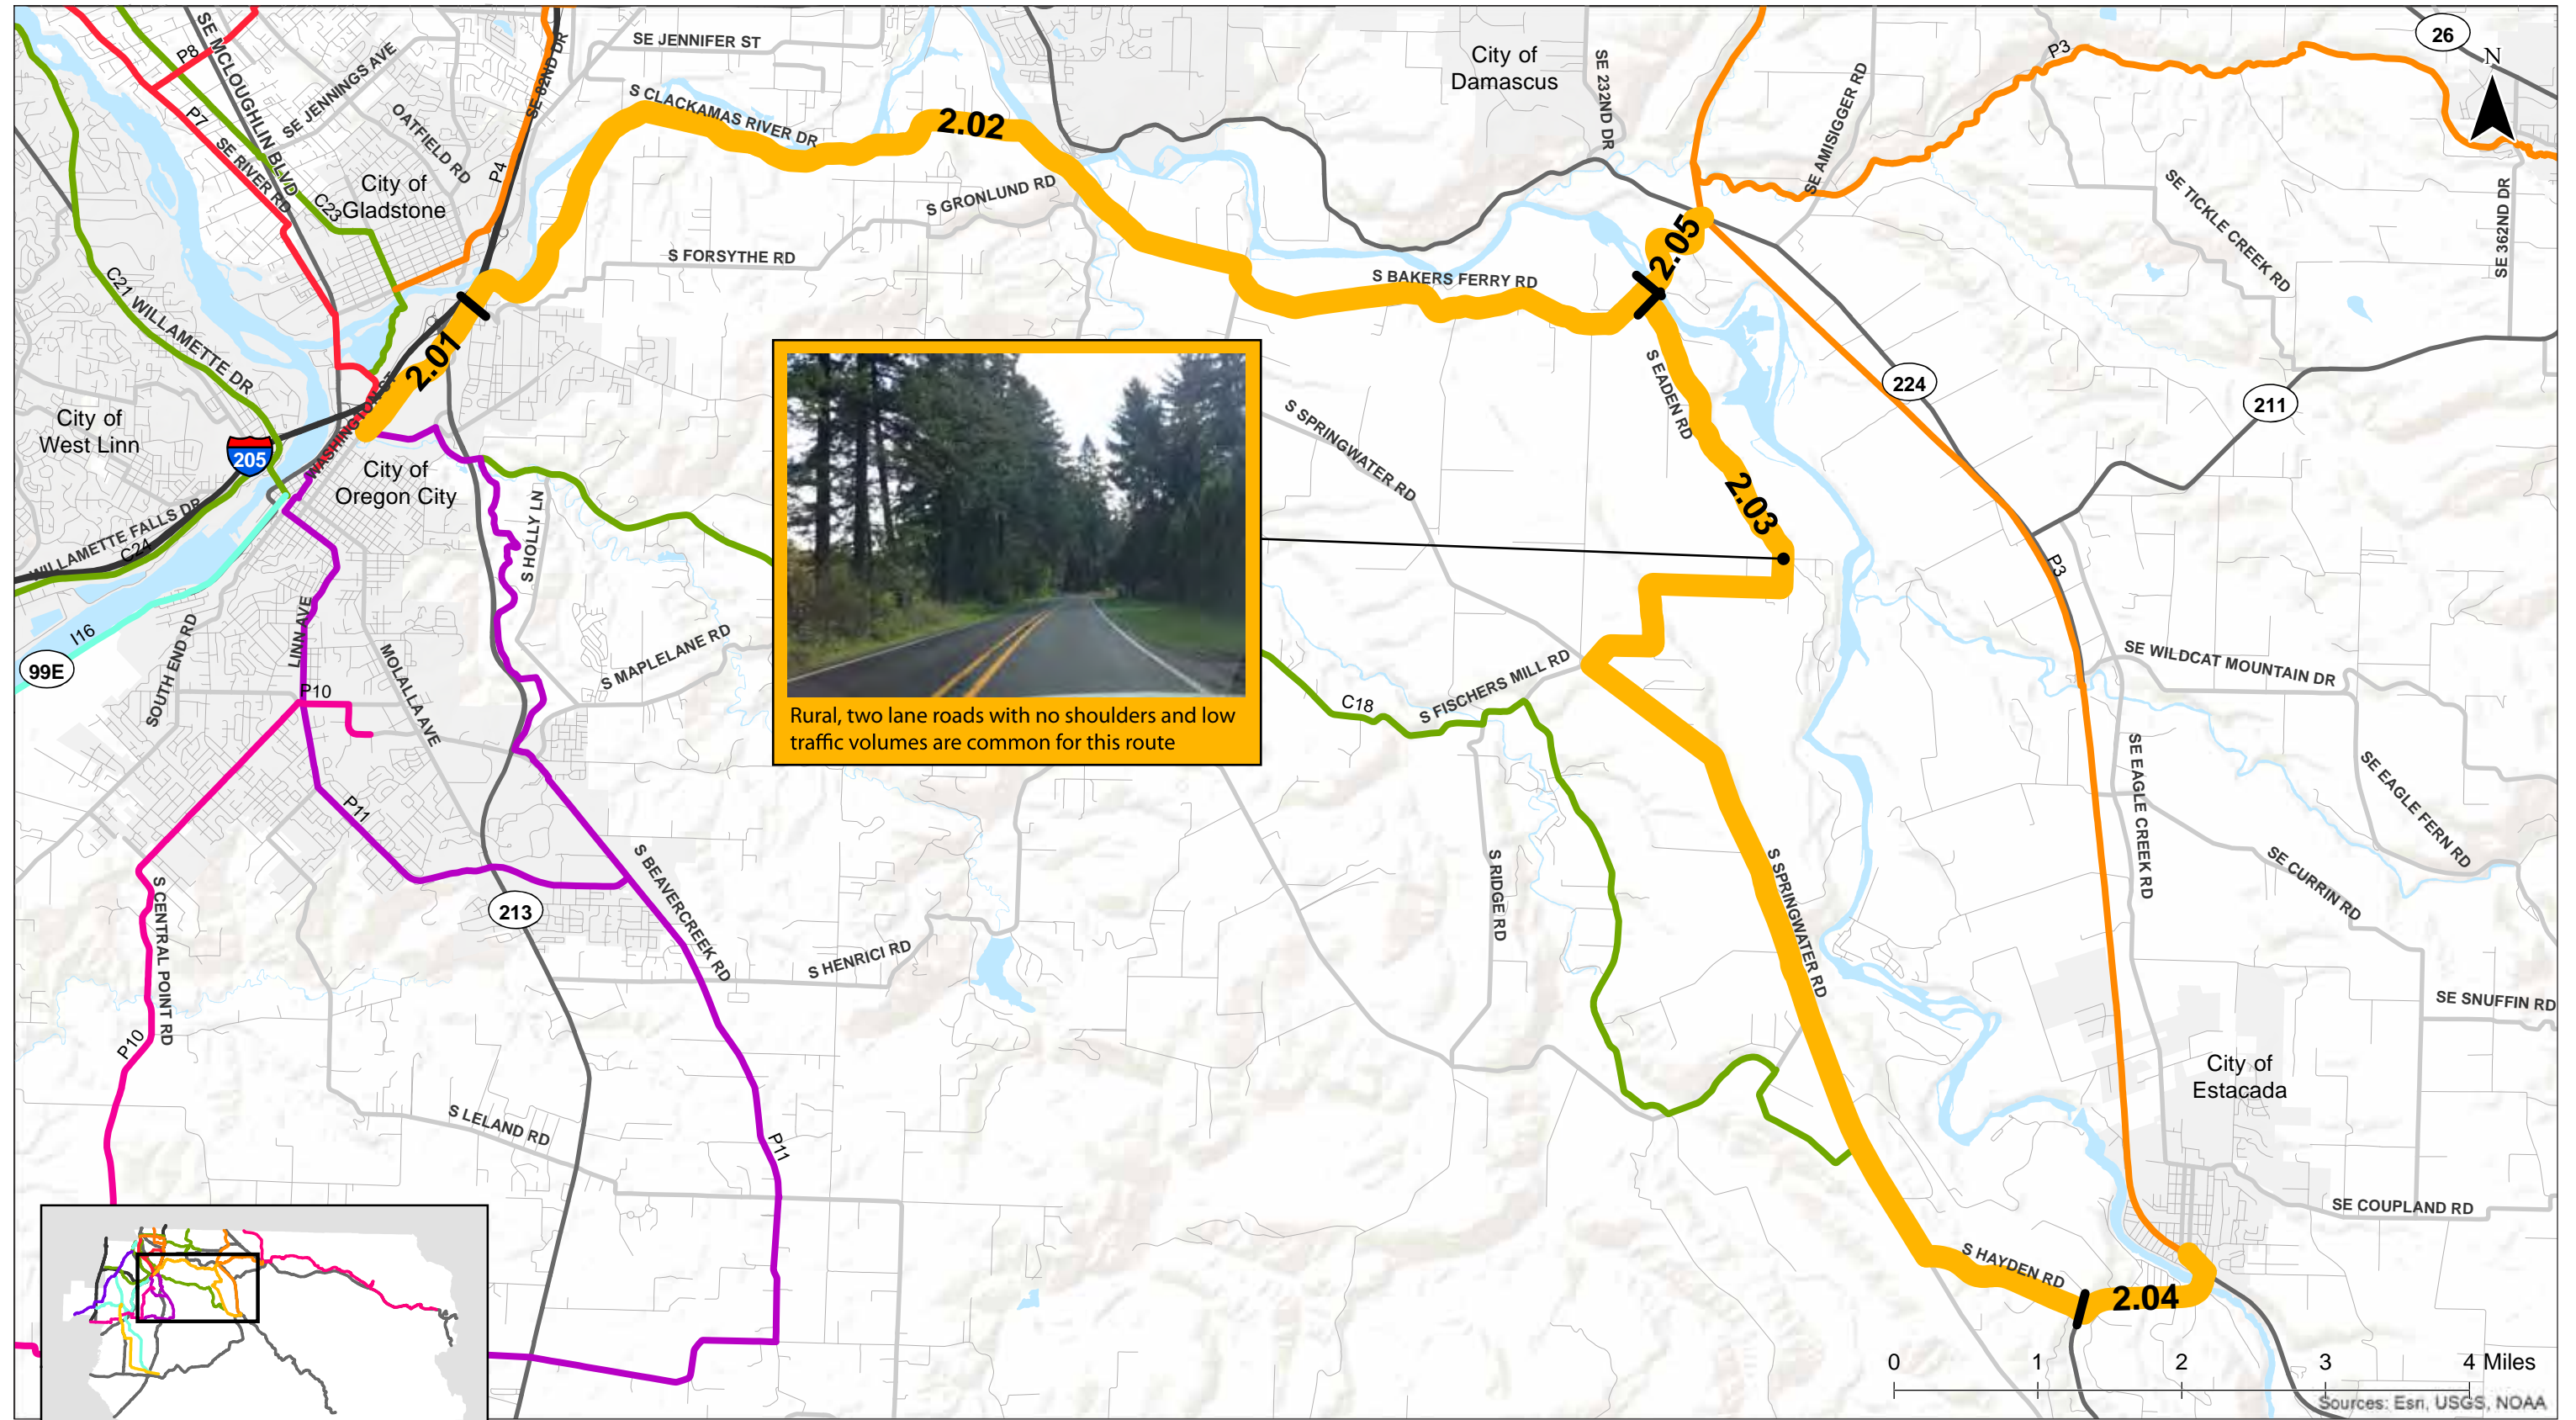 SE JENNIFER ST
City of
Damascus
SE 232ND DR
P3
26
N
P8
SE MCLOUGHLIN BLVD
SE JENNINGS AVE
SE 82ND DR
S CLACKAMAS RIVER DR
2.02
SE AMISIGGER RD
P7
OATFIELD RD
SE RIVER RD
P4
City of
Gladstone
C23
S GRONLUND RD
SE TICKLE CREEK RD
SE 362ND DR
2.05
S FORSYTHE RD
S BAKERS FERRY RD
C21
WILLAMETTE DR
2.01
S EADEN RD
224
211
City of
West Linn
205
WASHINGTON ST
City of
Oregon City
S SPRINGWATER RD
2.03
S HOLLY LN
WILLAMETTE FALLS DR
C24
P3
I16
99E
SOUTH END RD
LINN AVE
MOLALLA AVE
S MAPLELANE RD
P10
S FISCHERS MILL RD
C18
SE WILDCAT MOUNTAIN DR
Rural, two lane roads with no shoulders and low
traffic volumes are common for this route
P11
SE EAGLE CREEK RD
SE EAGLE FERN RD
S CENTRAL POINT RD
213
S BEAVERCREEK RD
S HENRICI RD
S RIDGE RD
S SPRINGWATER RD
SE CURRIN RD
SE SNUFFIN RD
P10
City of
Estacada
S LELAND RD
P11
SE COUPLAND RD
S HAYDEN RD
2.04
0 1 2 3 4 Miles
Sources: Esri, USGS, NOAA